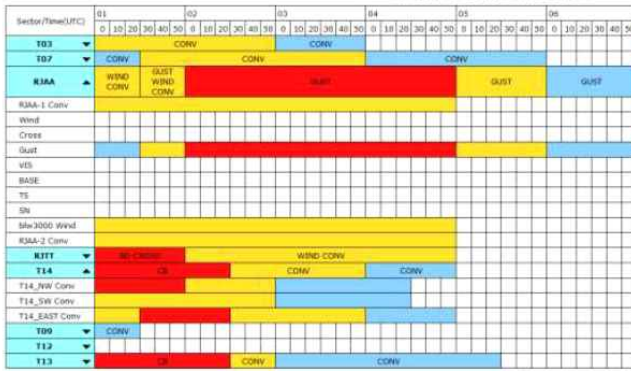 Sector/Time(UTC) 01 02 03 04 05 06
0 10 20 30 40 50 0 10 20 30 40 50 0 10 20 30 40 50 0 10 20 30 40 50 0 10 20 30 40 50 0 10 20 30 40 50
T03 CONV CONV
T07 CONV CONV CONV
RJAA WIND CONV GUST WIND CONV GUST GUST GUST
RJAA-1 Conv
Wind
Cross
Gust
VIS
BASE
TS
SN
blw3000 Wind
RJAA-2 Conv
RJTT WIND CONV
T14 CB CONV CONV
T14_NW Conv
T14_SW Conv
T14_EAST Conv
T09 CONV
T12
T13 CB CONV CONV